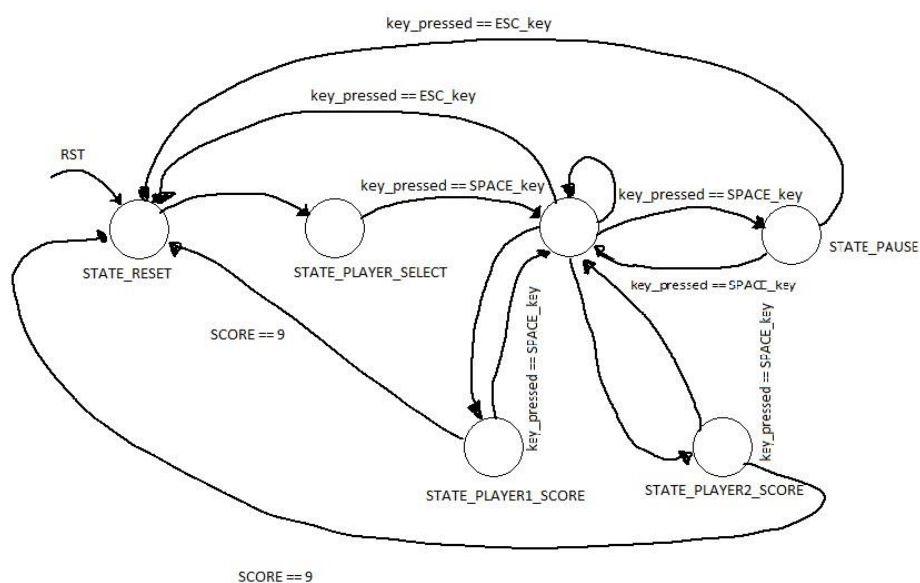 key_pressed == ESC_key
key_pressed == ESC_key
RST
key_pressed == SPACE_key
key_pressed == SPACE_key
STATE_RESET
STATE_PLAYER_SELECT
STATE_PAUSE
key_pressed == SPACE_key
SCORE == 9
key_pressed == SPACE_key
key_pressed == SPACE_key
STATE_PLAYER1_SCORE
STATE_PLAYER2_SCORE
SCORE == 9